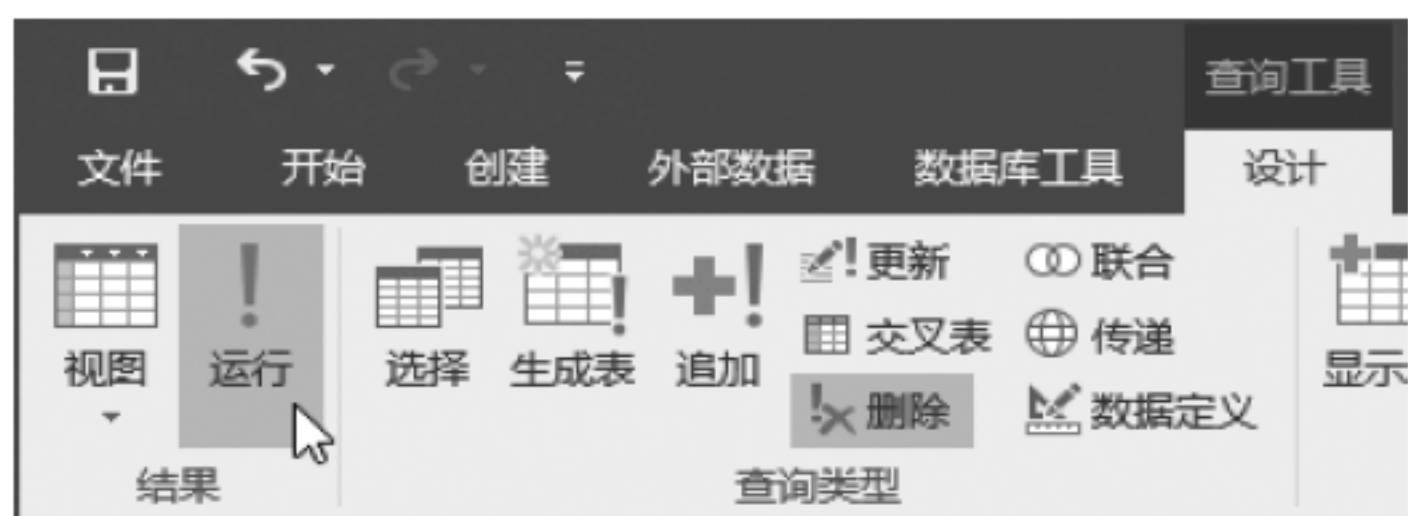 查询工具
文件 开始 创建 外部数据 数据库工具 设计
视图 运行 选择 生成表 追加 更新 联合
交叉表 传递
删除 数据定义
显示
结果 查询类型